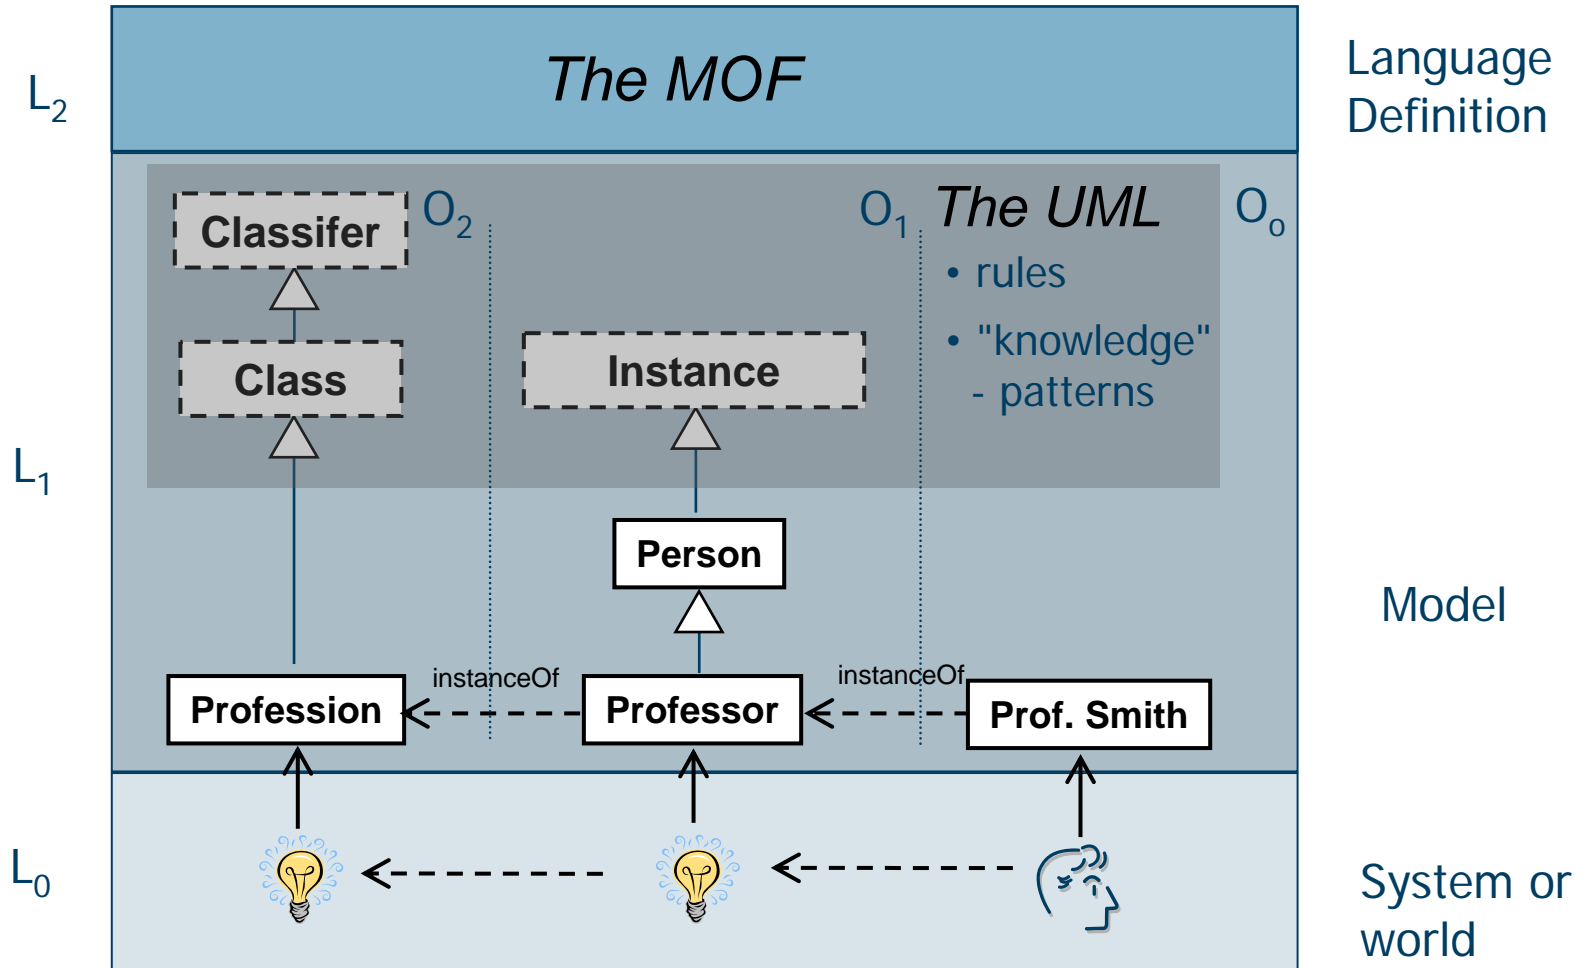 The MOF
Language
Definition
L₂
Classifer
O₂
O₁
The UML
Oₒ
• rules
Class
Instance
• "knowledge"
- patterns
L₁
Person
Model
instanceOf
instanceOf
Profession
Professor
Prof. Smith
L₀
System or
world